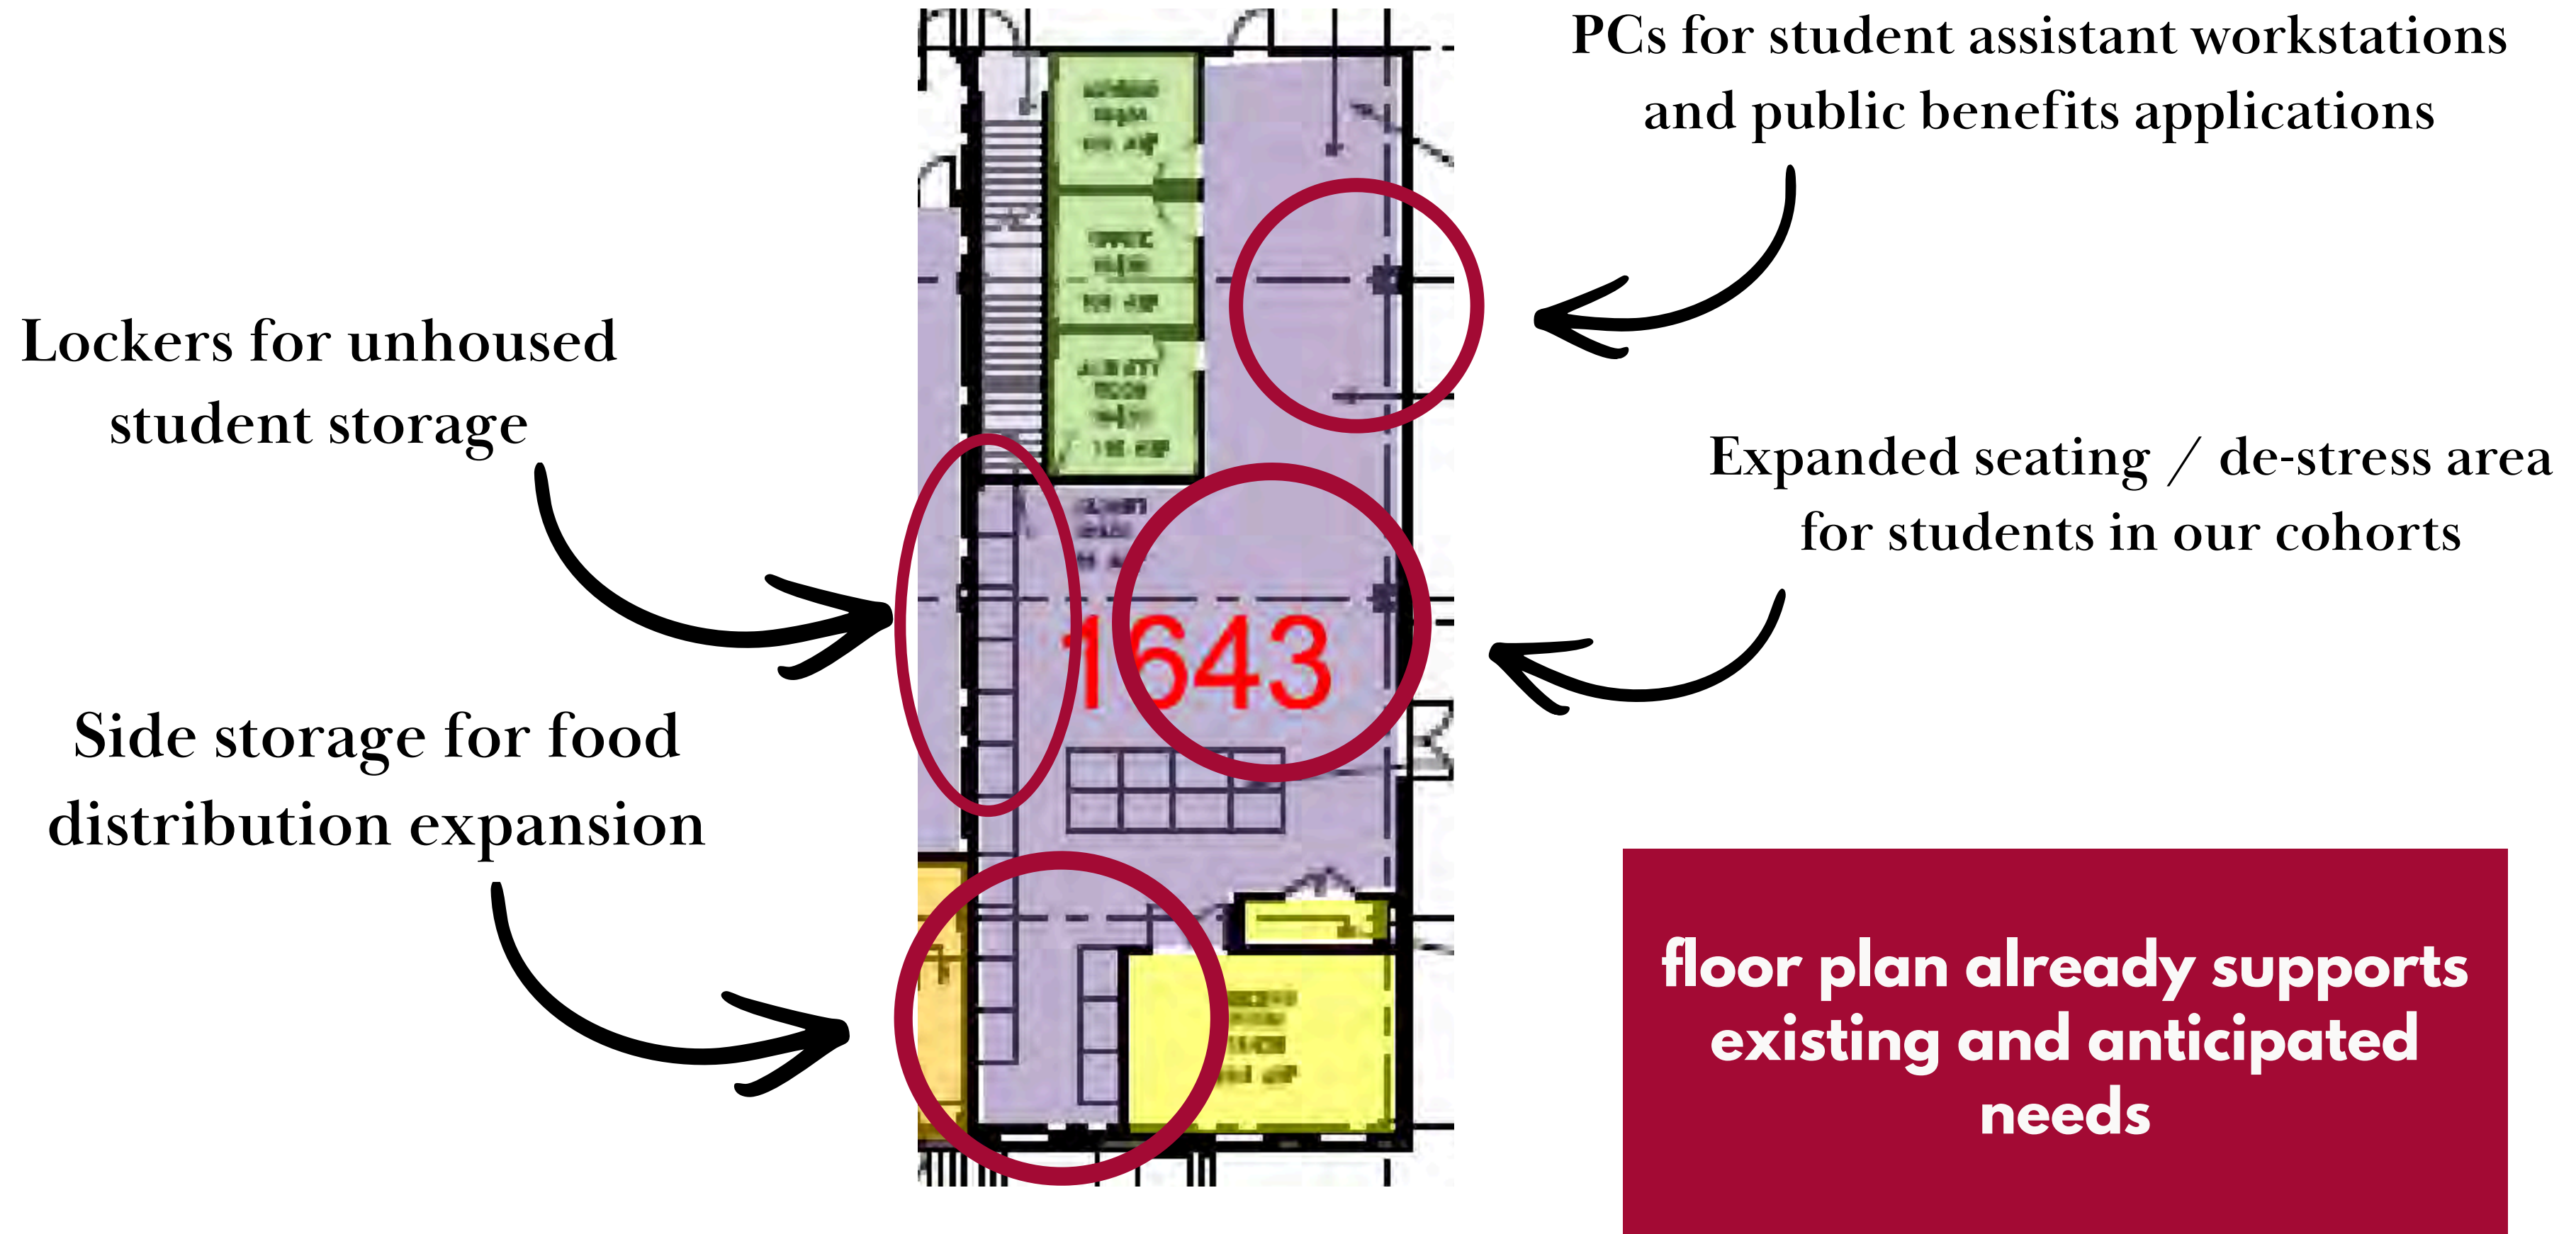 PCs for student assistant workstations
and public benefits applications
Lockers for unhoused
student storage
Expanded seating / de-stress area
for students in our cohorts
1643
Side storage for food
distribution expansion
floor plan already supports
existing and anticipated
needs